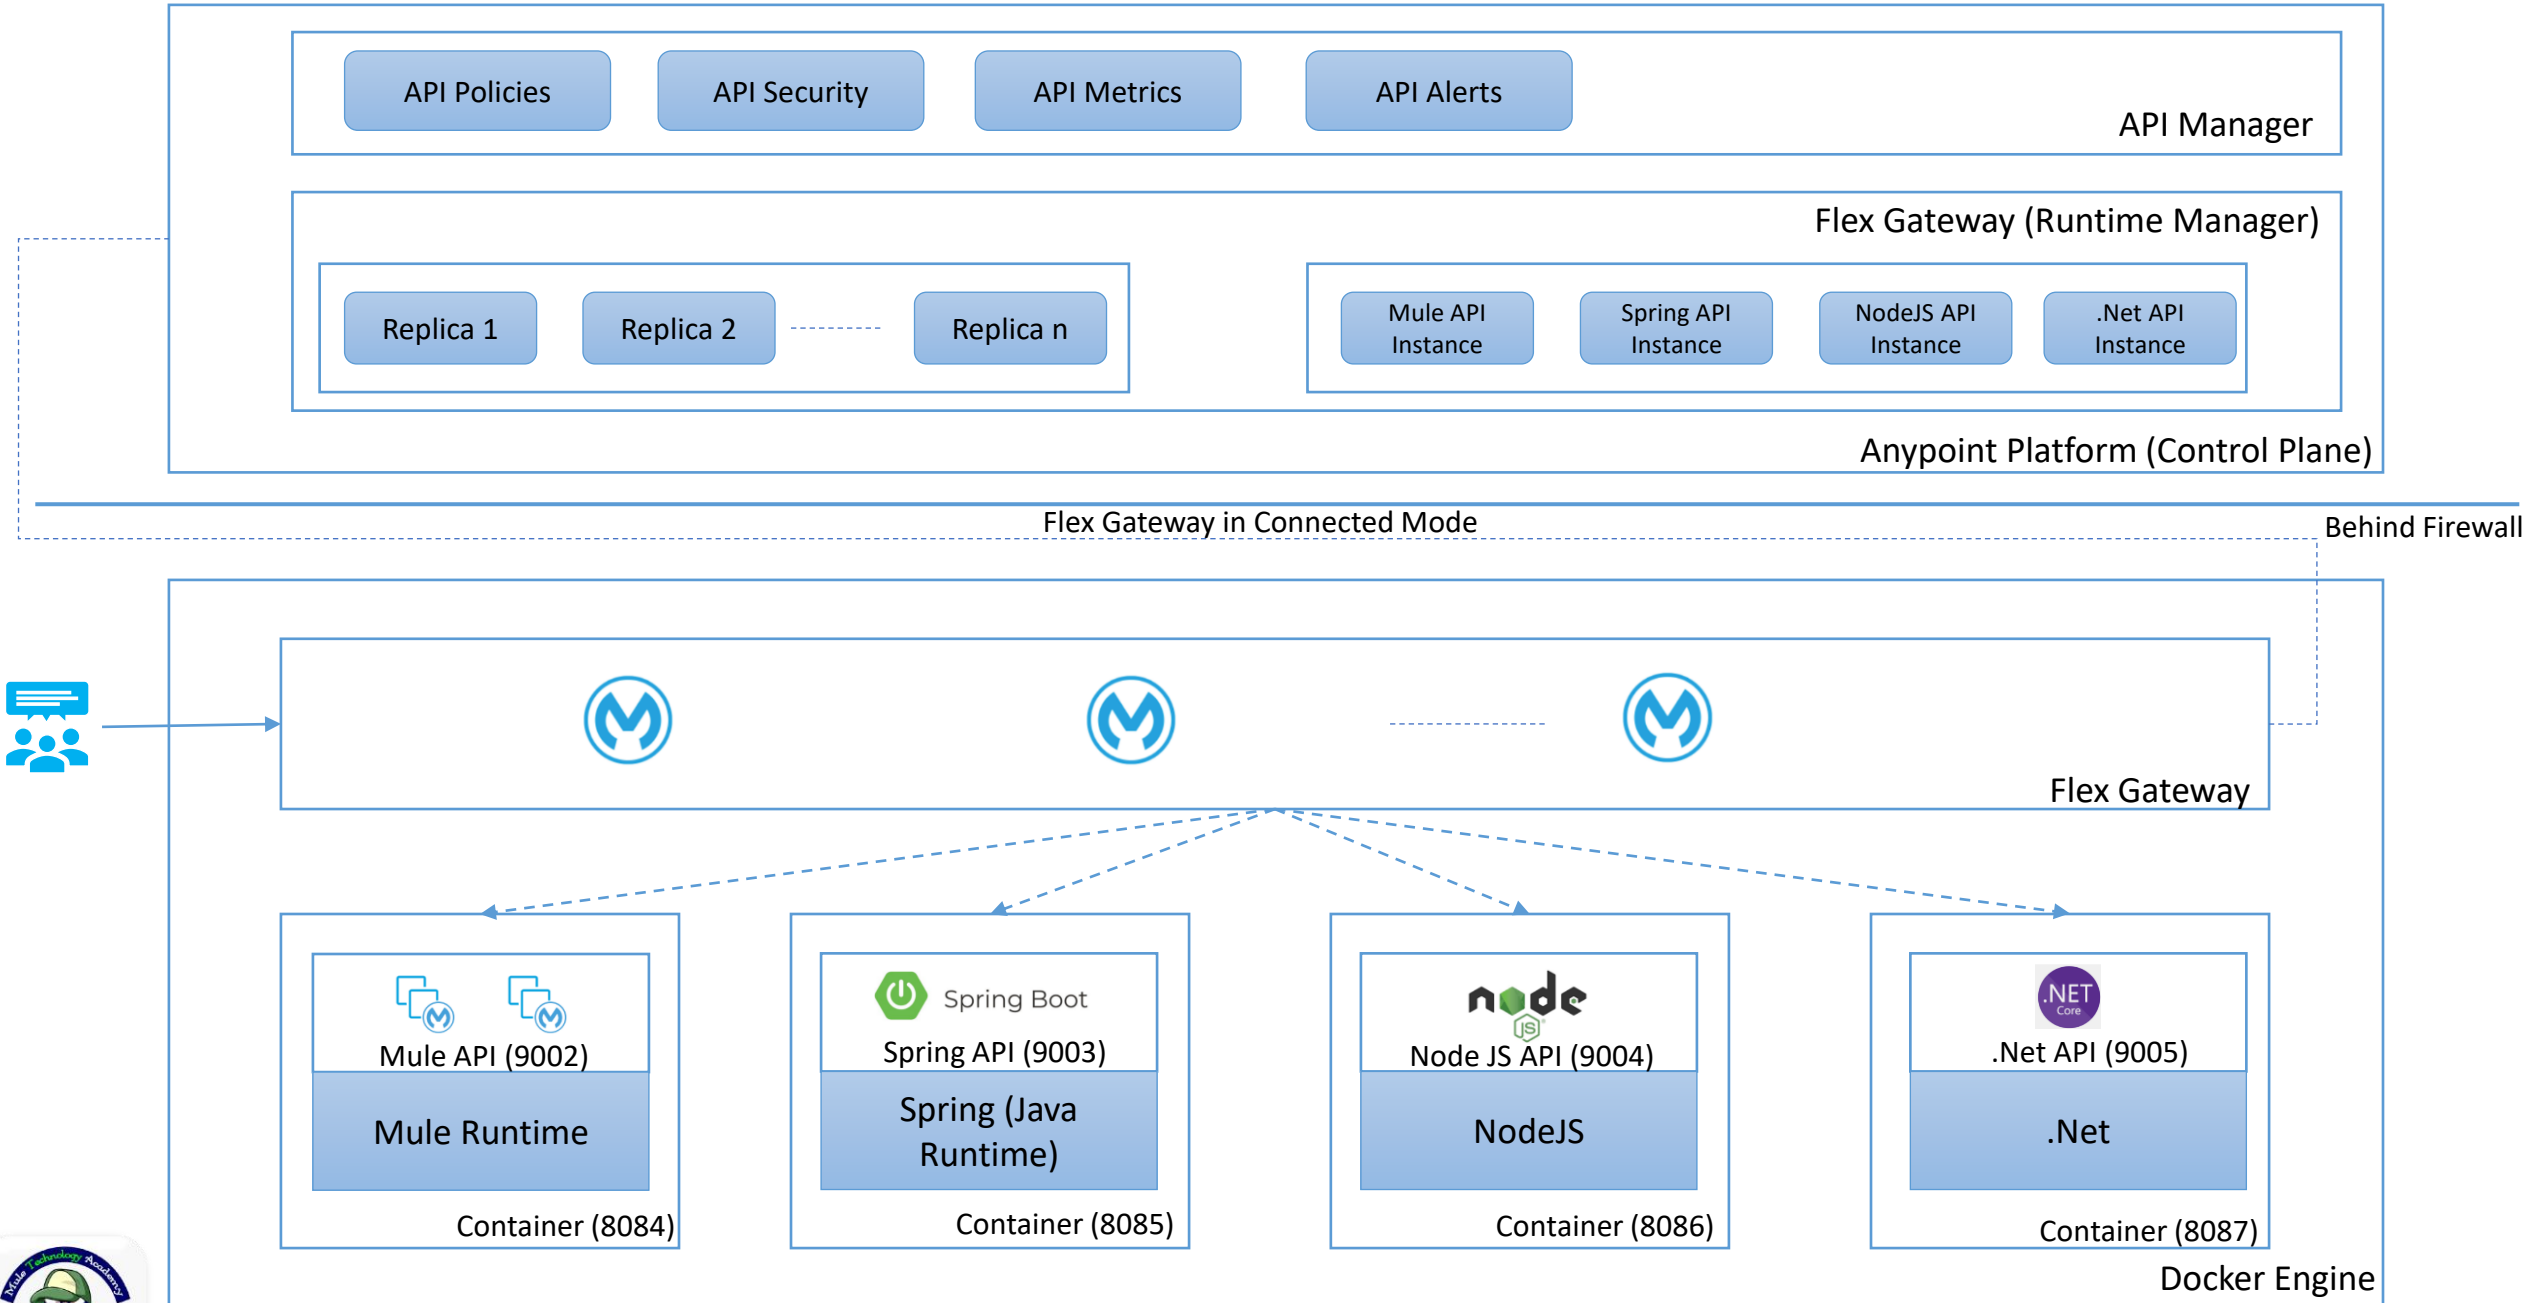 API Policies
API Security
API Metrics
API Alerts
API Manager
Flex Gateway (Runtime Manager)
Replica 1
Replica 2
Replica n
Mule API
Instance
Spring API
Instance
NodeJS API
Instance
.Net API
Instance
Anypoint Platform (Control Plane)
Flex Gateway in Connected Mode
Behind Firewall
Flex Gateway
Spring Boot
node
JS
.NET
Core
Mule API (9002)
Spring API (9003)
Node JS API (9004)
.Net API (9005)
Mule Runtime
Spring (Java
Runtime)
NodeJS
.Net
Container (8084)
Container (8085)
Container (8086)
Container (8087)
Docker Engine
Mule Technology Academy